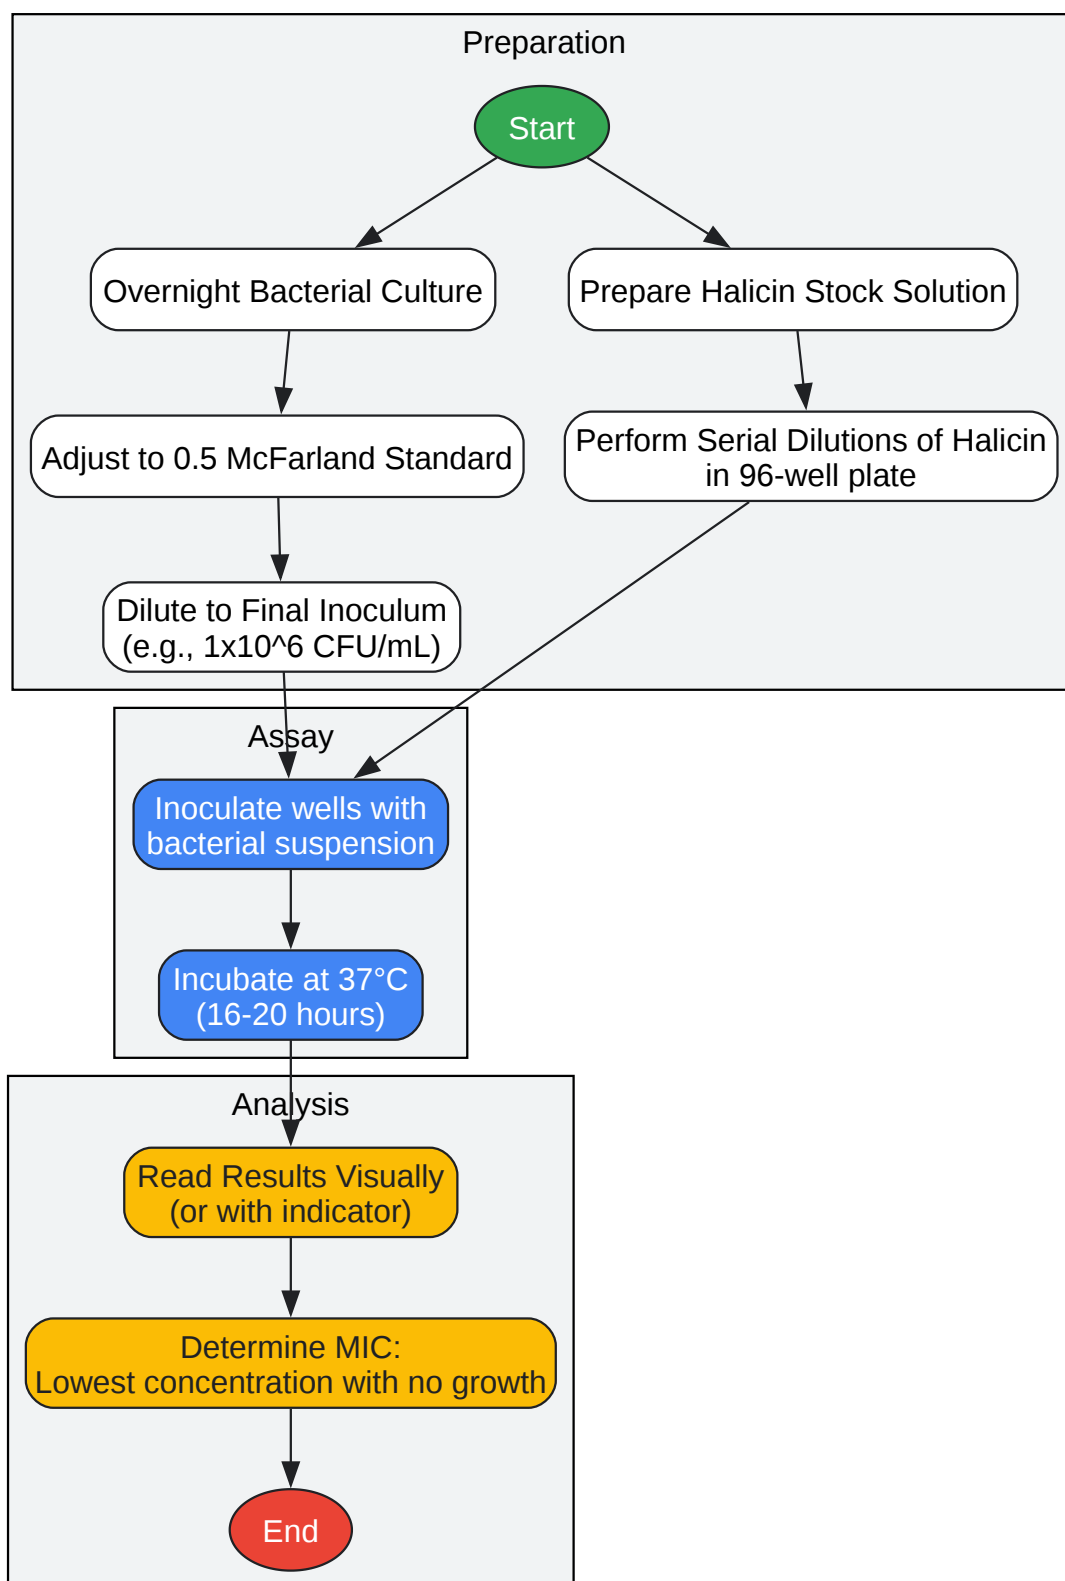 Preparation
Start
Overnight Bacterial Culture
Prepare Halicin Stock Solution
Adjust to 0.5 McFarland Standard
Perform Serial Dilutions of Halicin
in 96-well plate
Dilute to Final Inoculum
(e.g., 1x10^6 CFU/mL)
Assay
Inoculate wells with
bacterial suspension
Incubate at 37°C
(16-20 hours)
Analysis
Read Results Visually
(or with indicator)
Determine MIC:
Lowest concentration with no growth
End